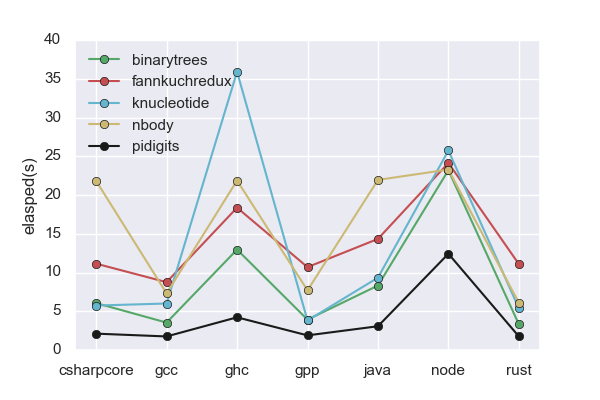 40
35
30
25
20
15
10
5
0
elasped(s)
binarytrees
fannkuchredux
knucleotide
nbody
pidigits
csharpcore gcc ghc gpp java node rust